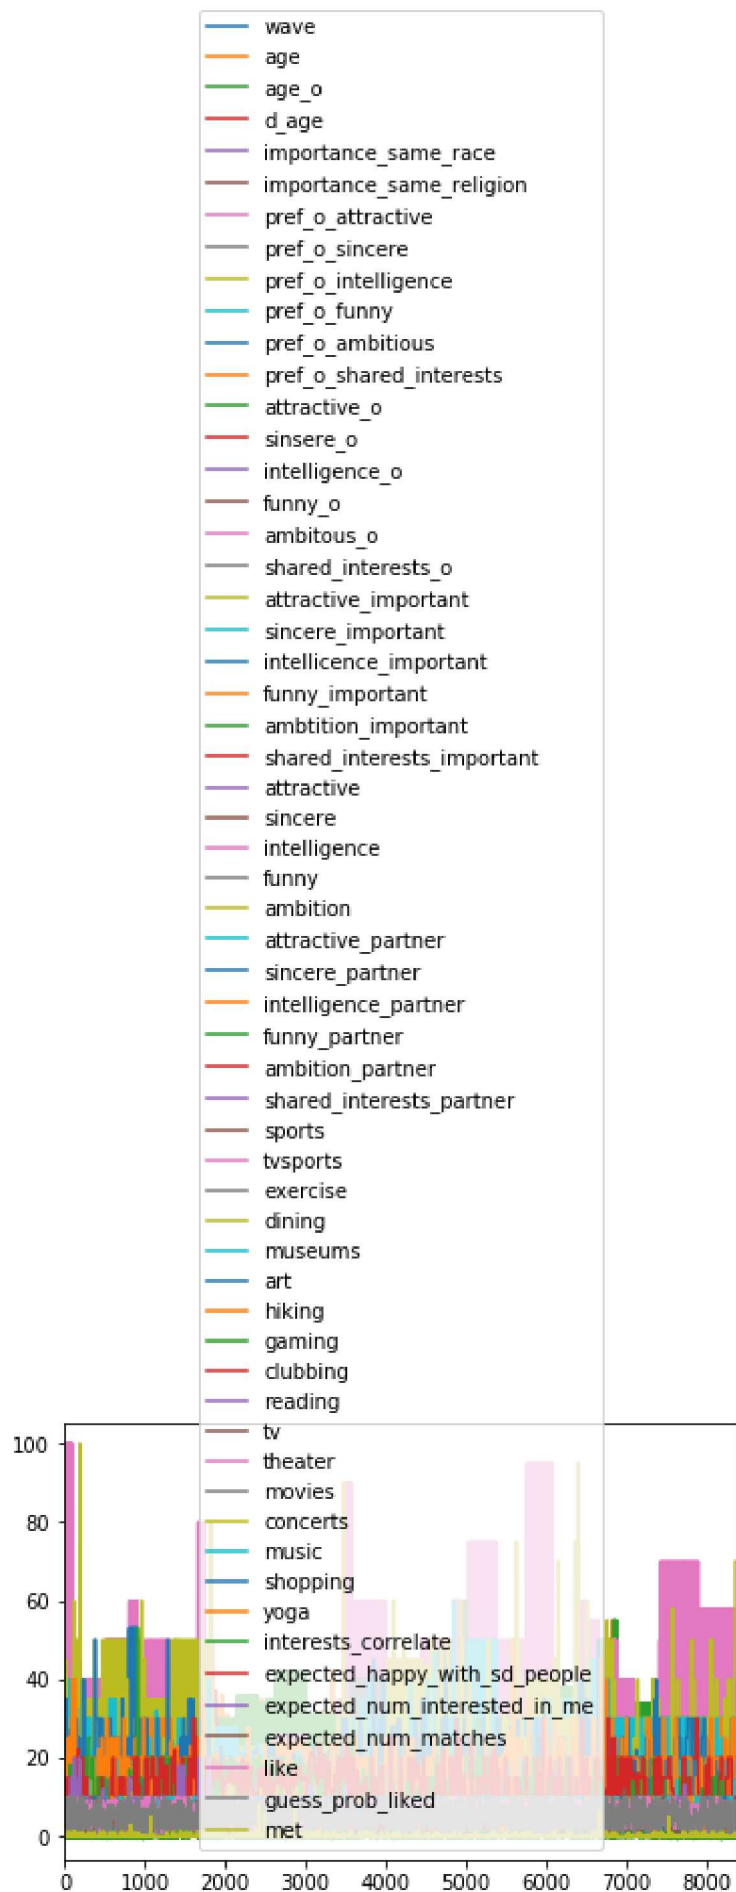 wave
age
age_o
d_age
importance_same_race
importance_same_religion
pref_o_attractive
pref_o_sincere
pref_o_intelligence
pref_o_funny
pref_o_ambitious
pref_o_shared_interests
attractive_o
sinsere_o
intelligence_o
funny_o
ambitous_o
shared_interests_o
attractive_important
sincere_important
intellicence_important
funny_important
ambtition_important
shared_interests_important
attractive
sincere
intelligence
funny
ambition
attractive_partner
sincere_partner
intelligence_partner
funny_partner
ambition_partner
shared_interests_partner
sports
tvsports
exercise
dining
museums
art
hiking
gaming
clubbing
reading
tv
theater
movies
concerts
music
shopping
yoga
interests_correlate
expected_happy_with_sd_people
expected_num_interested_in_me
expected_num_matches
like
guess_prob_liked
met
100
80
60
40
20
0
0 1000 2000 3000 4000 5000 6000 7000 8000